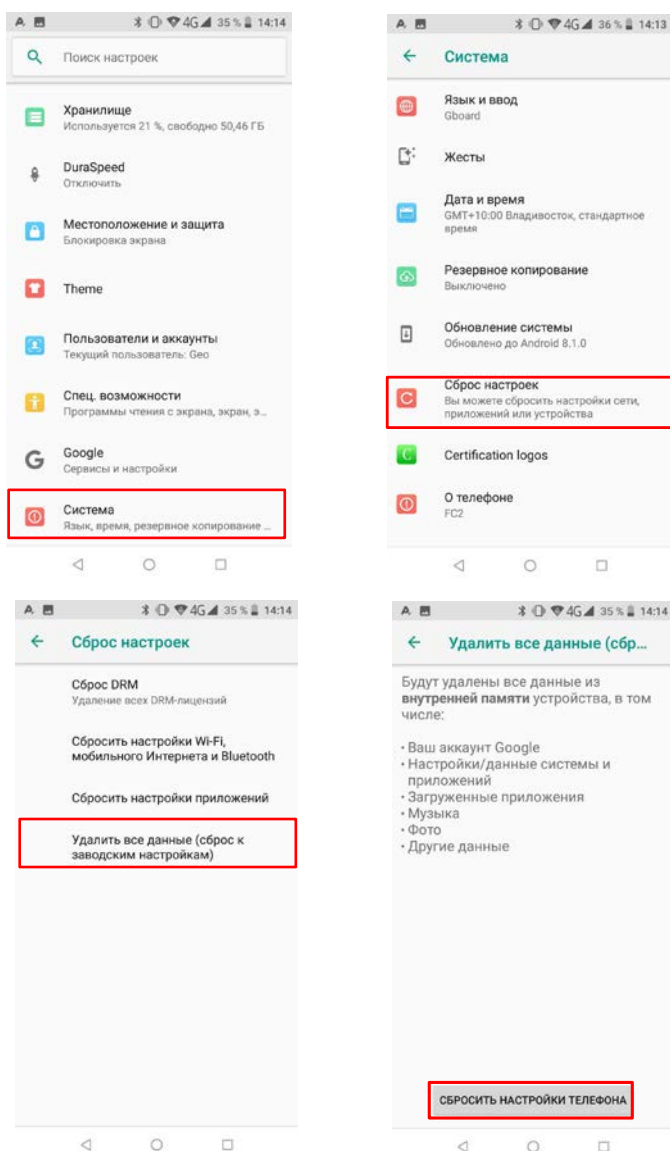 4G 35 % 14:14
Поиск настроек
Хранилище
Используется 21 %, свободно 50,46 ГБ
DuraSpeed
Отключить
Местоположение и защита
Блокировка экрана
Theme
Пользователи и аккаунты
Текущий пользователь: Geo
Спец. возможности
Программы чтения с экрана, экран, э...
Google
Сервисы и настройки
Система
Язык, время, резервное копирование ...
4G 36 % 14:13
Система
Язык и ввод
Gboard
Жесты
Дата и время
GMT+10:00 Владивосток, стандартное
время
Резервное копирование
Выключено
Обновление системы
Обновлено до Android 8.1.0
Сброс настроек
Вы можете сбросить настройки сети,
приложений или устройства
Certification logos
О телефоне
FC2
4G 35 % 14:14
Сброс настроек
Сброс DRM
Удаление всех DRM-лицензий
Сбросить настройки Wi-Fi,
мобильного Интернета и Bluetooth
Сбросить настройки приложений
Удалить все данные (сброс к
заводским настройкам)
4G 35 % 14:14
Удалить все данные (сбр...
Будут удалены все данные из
внутренней памяти устройства, в том
числе:
· Ваш аккаунт Google
· Настройки/данные системы и
приложений
· Загруженные приложения
· Музыка
· Фото
· Другие данные
СБРОСИТЬ НАСТРОЙКИ ТЕЛЕФОНА